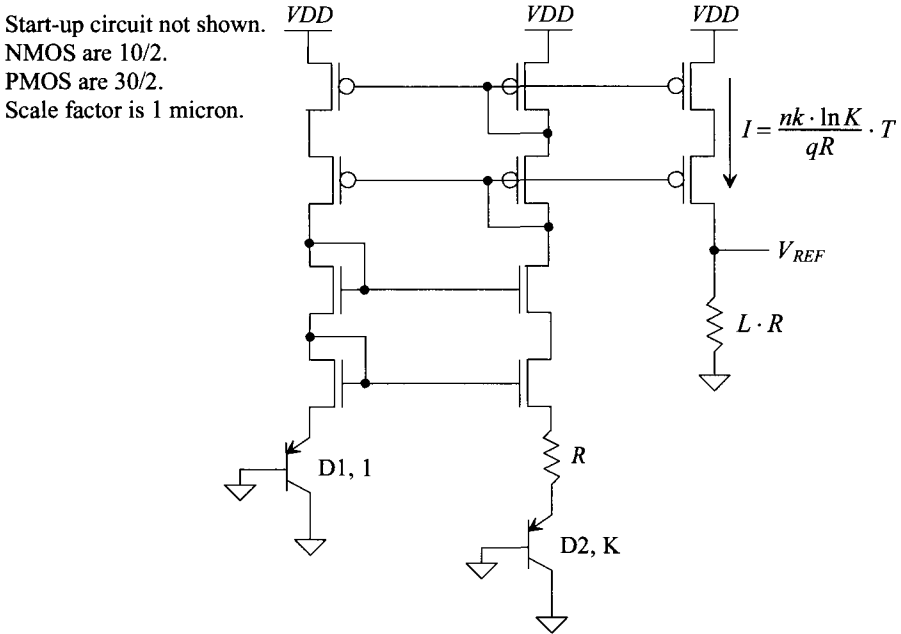 Start-up circuit not shown.
NMOS are 10/2.
PMOS are 30/2.
Scale factor is 1 micron.
VDD
VDD
VDD
I = nk · ln K / qR · T
V_REF
L · R
R
D1, 1
D2, K